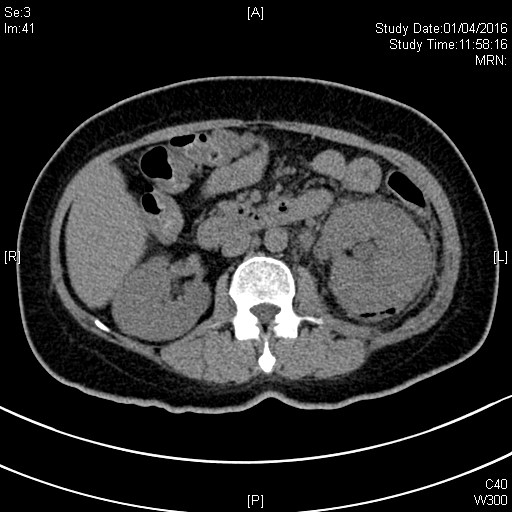 Se:3
Im:41
[A]
Study Date:01/04/2016
Study Time:11:58:16
MRN:
[R]
[L]
[P]
C40
W300